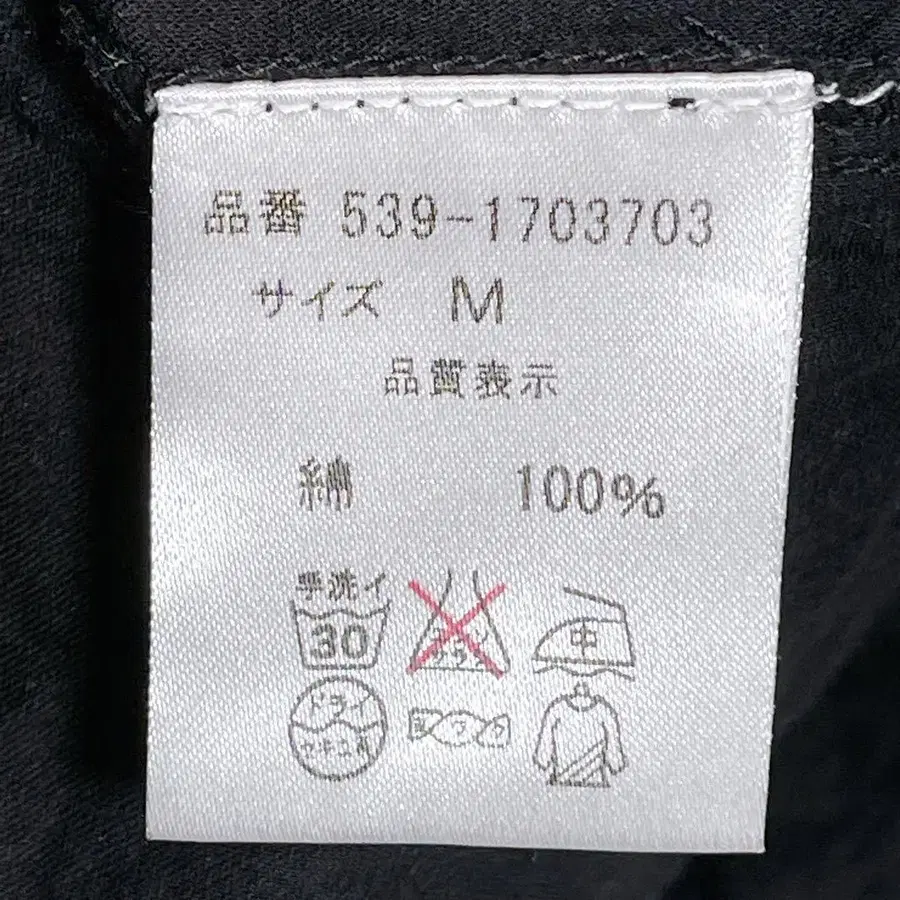 品番 539-1703703
サイズ M
品質表示
綿 100%
手洗イ
30
中
ドライ
セキユ系